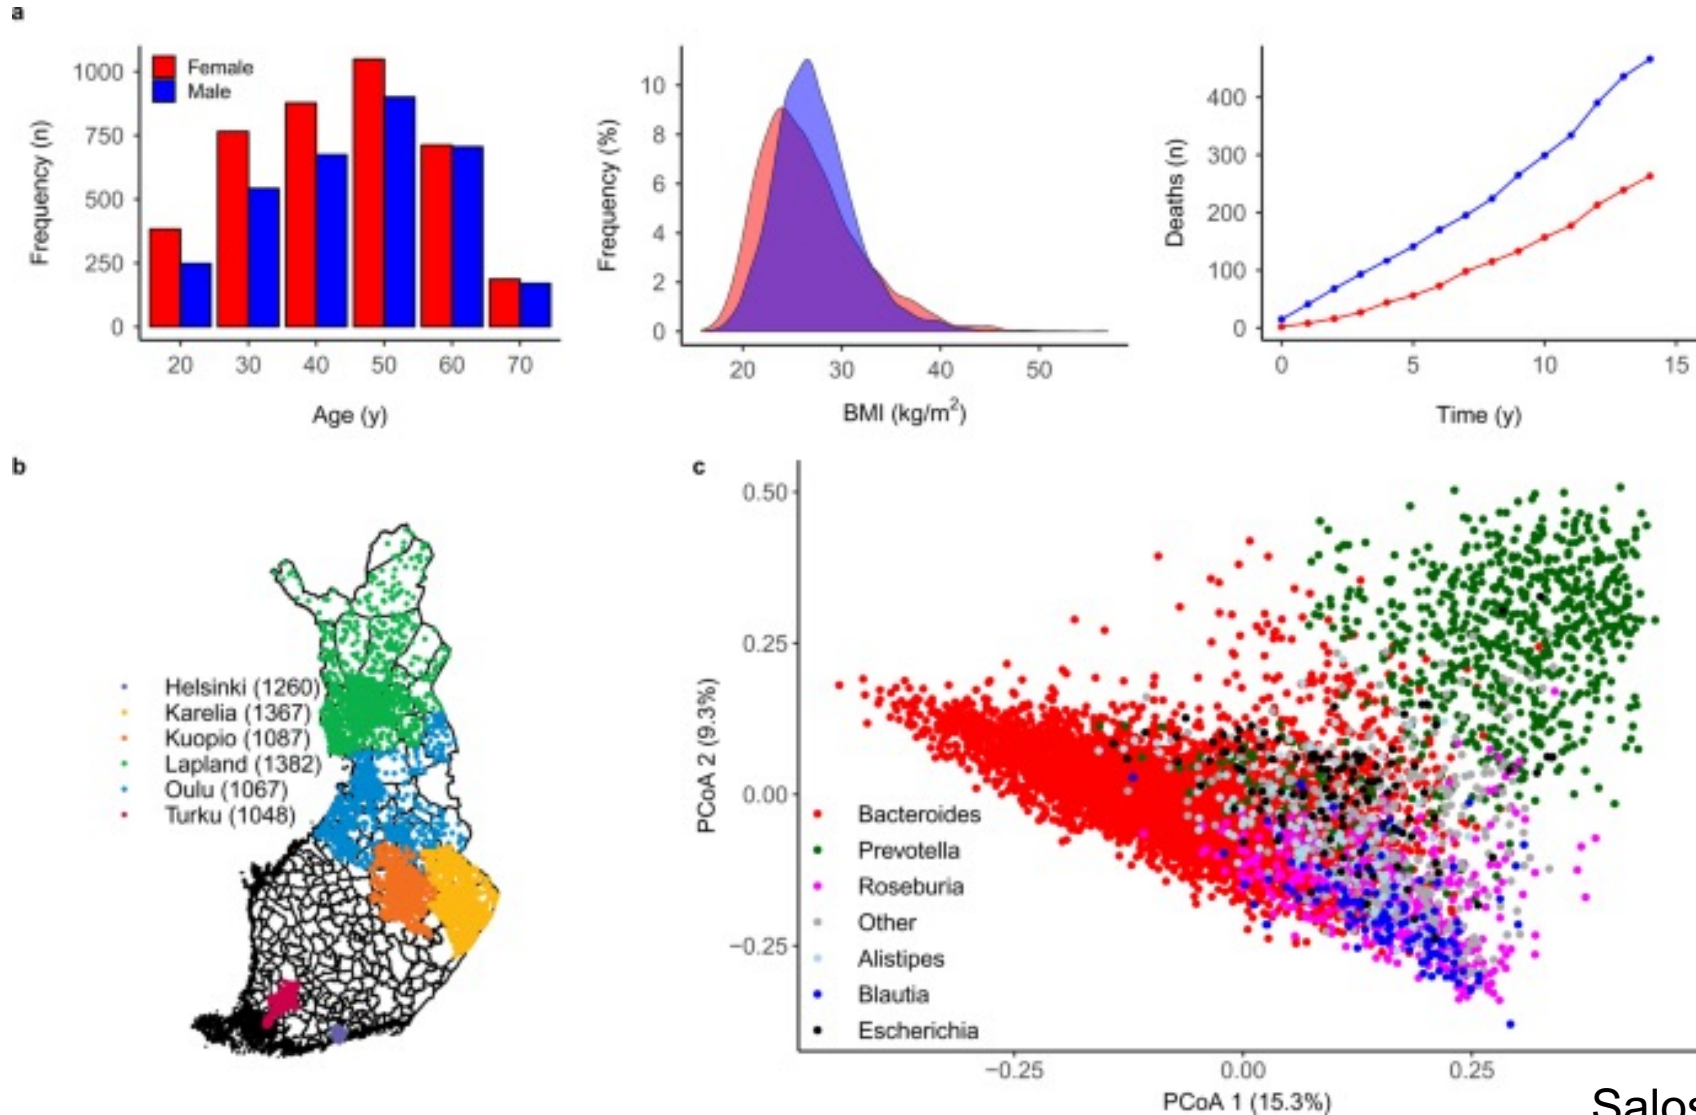 a
Female
Male
1000
750
500
250
0
Frequency (n)
20 30 40 50 60 70
Age (y)
10
8
6
4
2
0
Frequency (%)
20 30 40 50
BMI (kg/m²)
400
300
200
100
0
Deaths (n)
0 5 10 15
Time (y)
b
Helsinki (1260)
Karelia (1367)
Kuopio (1087)
Lapland (1382)
Oulu (1067)
Turku (1048)
c
0.50
0.25
0.00
−0.25
PCoA 2 (9.3%)
Bacteroides
Prevotella
Roseburia
Other
Alistipes
Blautia
Escherichia
−0.25 0.00 0.25
PCoA 1 (15.3%)
Salos